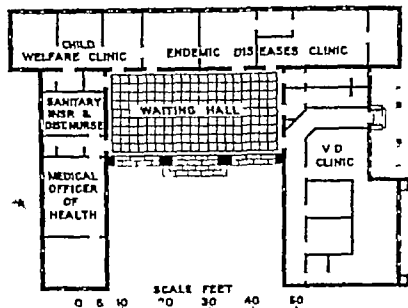 CHILD
WELFARE CLINIC
ENDEMIC DISEASES CLINIC
SANITARY
INSR &
DIST. NURSE
WAITING HALL
V D
CLINIC
MEDICAL
OFFICER
OF
HEALTH
SCALE FEET
0 5 10 20 30 40 50